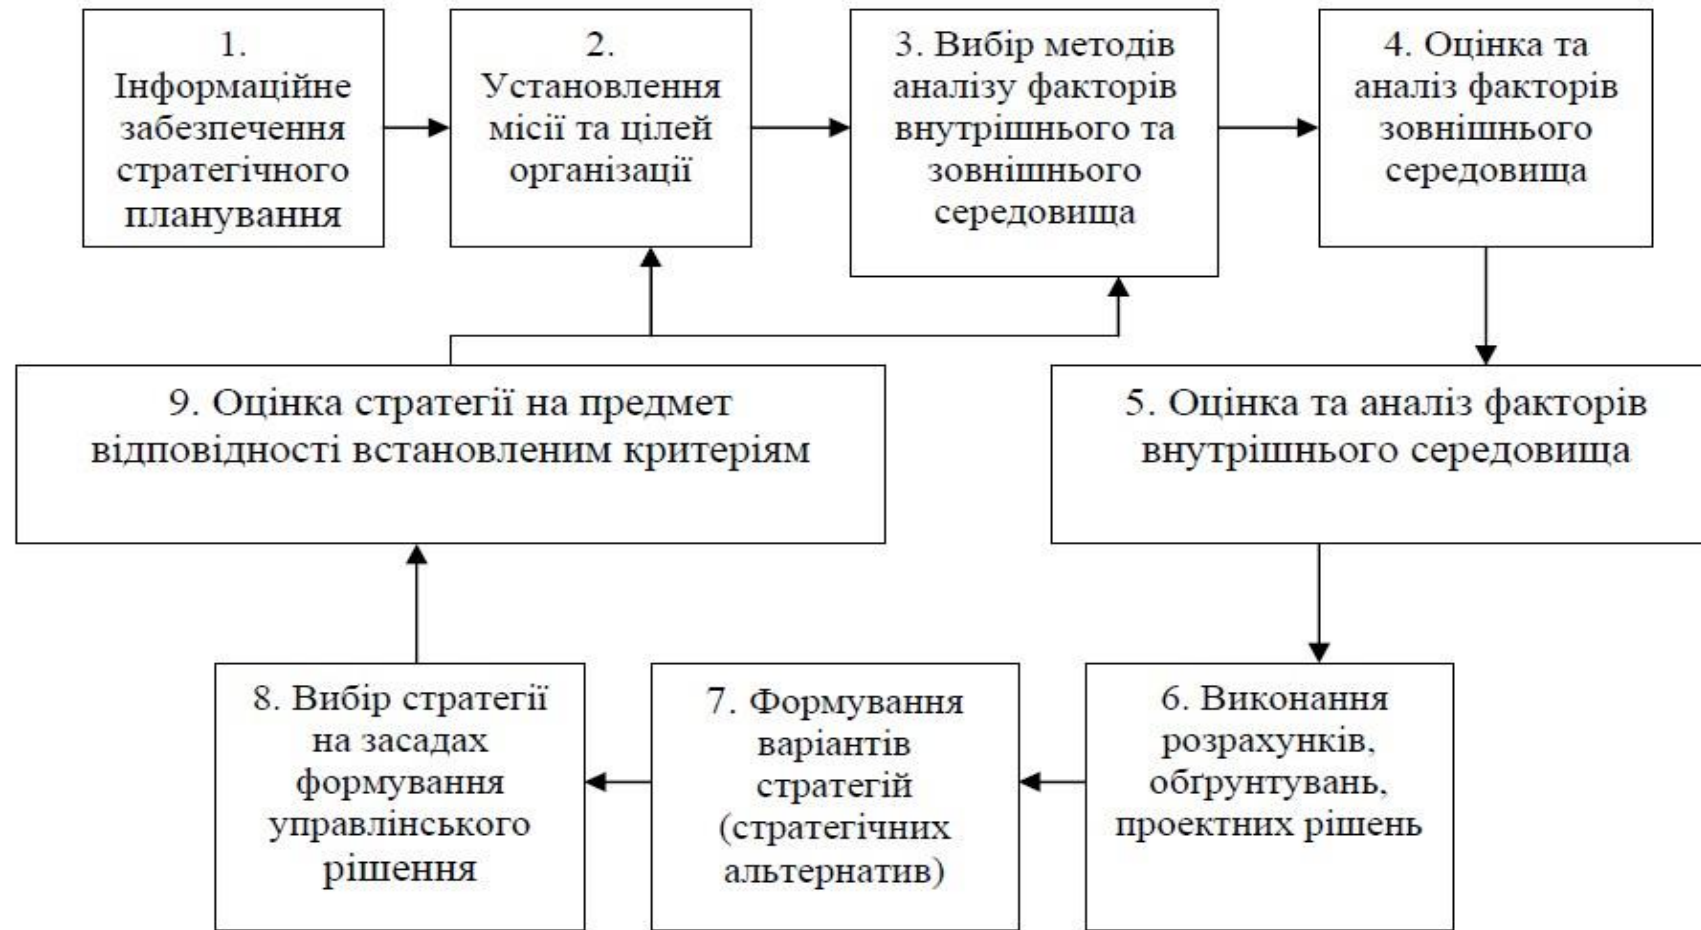 1.
Інформаційне
забезпечення
стратегічного
планування
2.
Установлення
місії та цілей
організації
3. Вибір методів
аналізу факторів
внутрішнього та
зовнішнього
середовища
4. Оцінка та
аналіз факторів
зовнішнього
середовища
5. Оцінка та аналіз факторів
внутрішнього середовища
6. Виконання
розрахунків,
обґрунтувань,
проектних рішень
7. Формування
варіантів
стратегій
(стратегічних
альтернатив)
8. Вибір стратегії
на засадах
формування
управлінського
рішення
9. Оцінка стратегії на предмет
відповідності встановленим критеріям